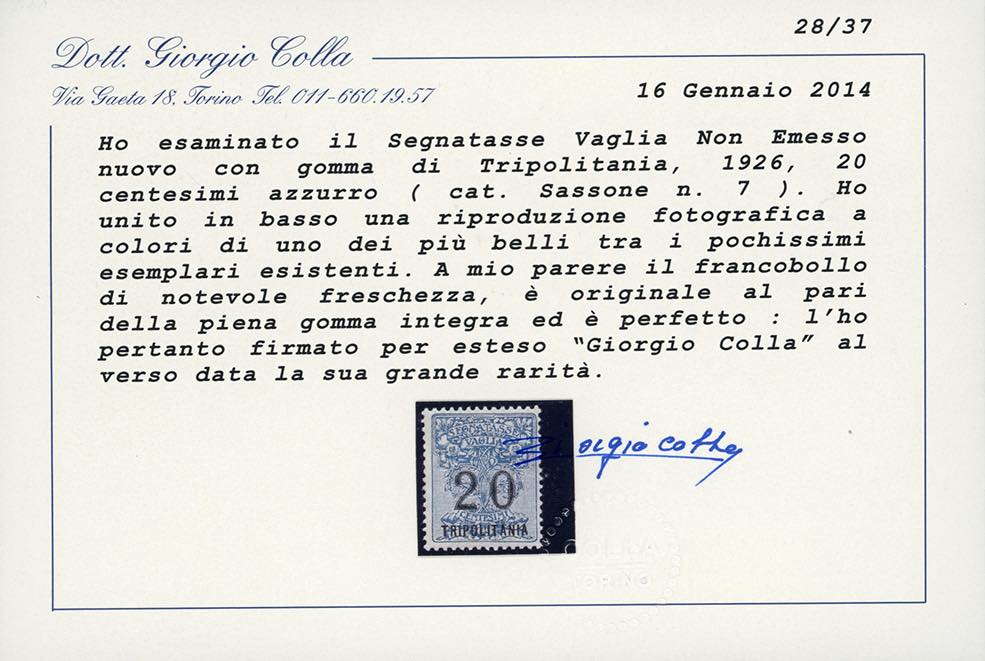 28/37
Dott. Giorgio Colla
Via Gaeta 18. Torino Tel. 011-660.19.57
16 Gennaio 2014
Ho esaminato il Segnatasse Vaglia Non Emesso
nuovo con gomma di Tripolitania, 1926, 20
centesimi azzurro ( cat. Sassone n. 7 ). Ho
unito in basso una riproduzione fotografica a
colori di uno dei più belli tra i pochissimi
esemplari esistenti. A mio parere il francobollo
di notevole freschezza, è originale al pari
della piena gomma integra ed è perfetto : l'ho
pertanto firmato per esteso “Giorgio Colla” al
verso data la sua grande rarità.
SEGNATASSE
VAGLIA
20
CENTESIMI
TRIPOLITANIA
Giorgio Colla
TORINO